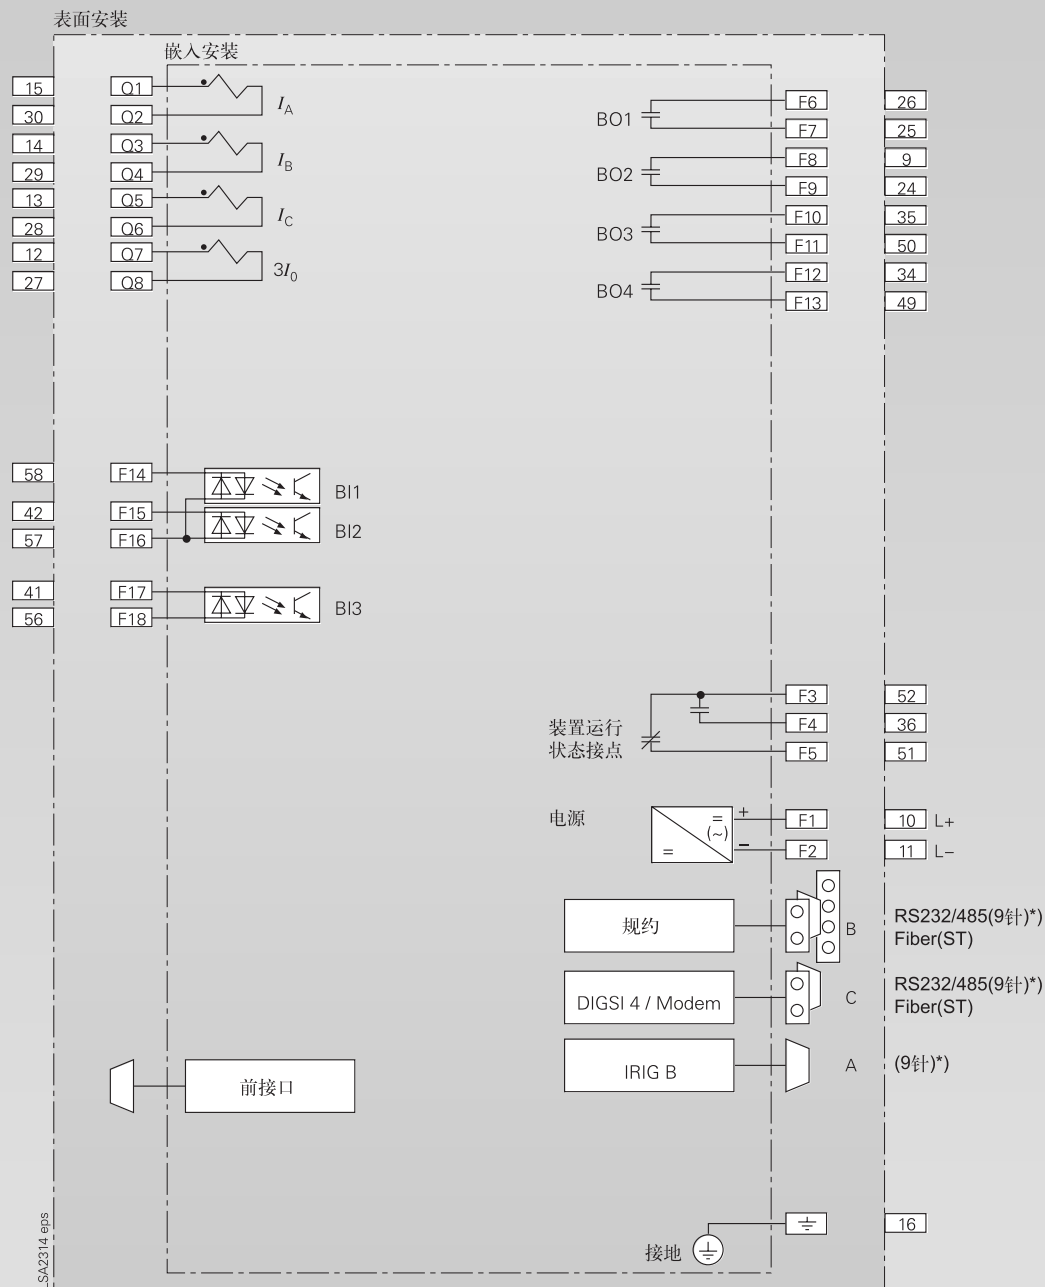 表面安装
嵌入安装
15 Q1
30 Q2
I_A
14 Q3
29 Q4
I_B
13 Q5
28 Q6
I_C
12 Q7
27 Q8
3I_0
BO1
F6 26
F7 25
BO2
F8 9
F9 24
BO3
F10 35
F11 50
BO4
F12 34
F13 49
58 F14
BI1
42 F15
57 F16
BI2
41 F17
56 F18
BI3
装置运行
状态接点
F3 52
F4 36
F5 51
电源
=
(~)
=
+ F1 10 L+
− F2 11 L−
规约
B
RS232/485(9针)*)
Fiber(ST)
DIGSI 4 / Modem
C
RS232/485(9针)*)
Fiber(ST)
IRIG B
A
(9针)*)
前接口
接地
16
LSA2314 eps